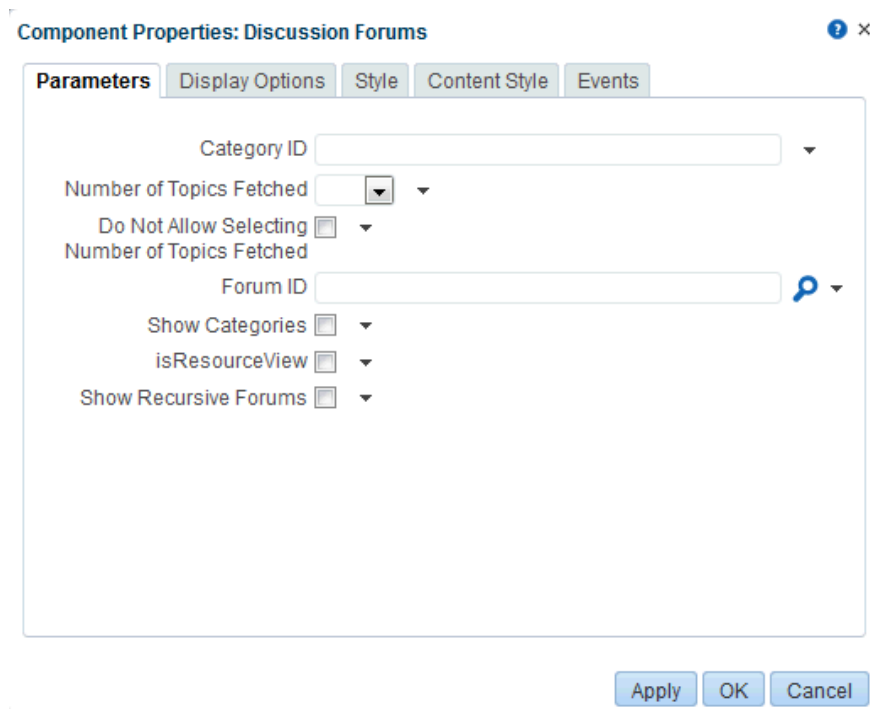 Component Properties: Discussion Forums
Parameters Display Options Style Content Style Events
Category ID
Number of Topics Fetched
Do Not Allow Selecting
Number of Topics Fetched
Forum ID
Show Categories
isResourceView
Show Recursive Forums
Apply OK Cancel